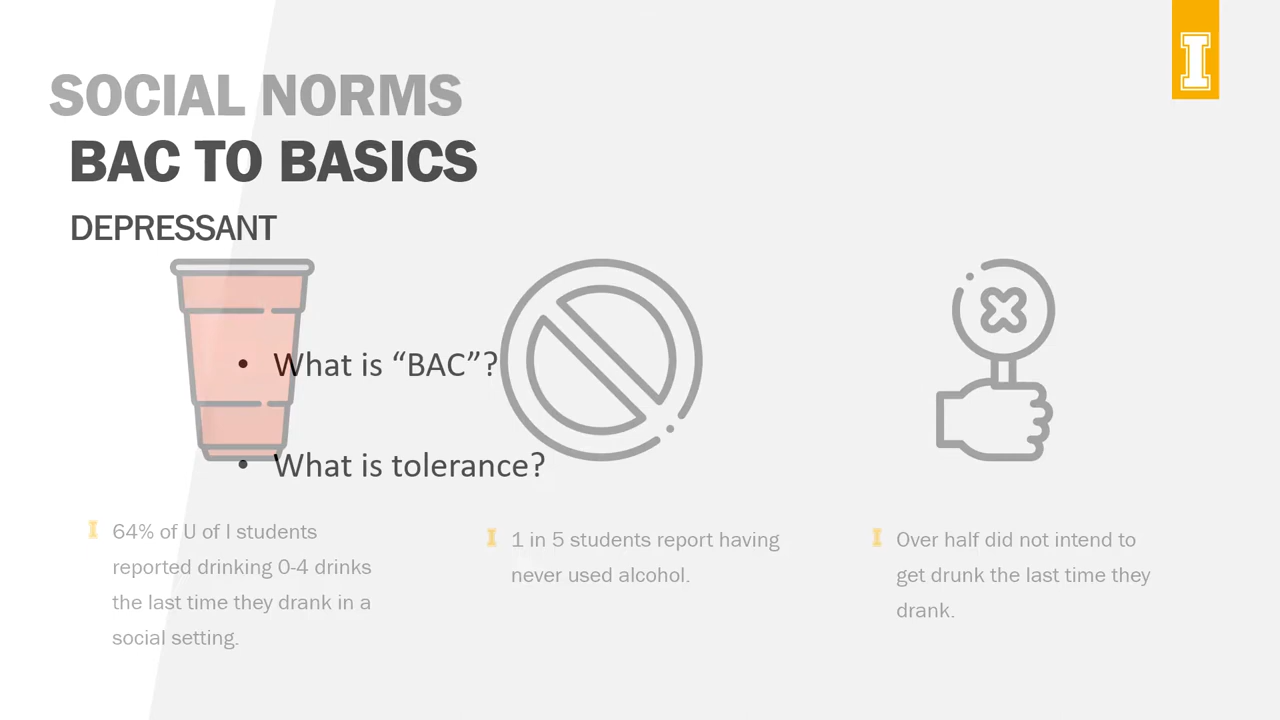 SOCIAL NORMS
BAC TO BASICS
DEPRESSANT
• What is “BAC”?
• What is tolerance?
64% of U of I students
reported drinking 0-4 drinks
the last time they drank in a
social setting.
1 in 5 students report having
never used alcohol.
Over half did not intend to
get drunk the last time they
drank.
I